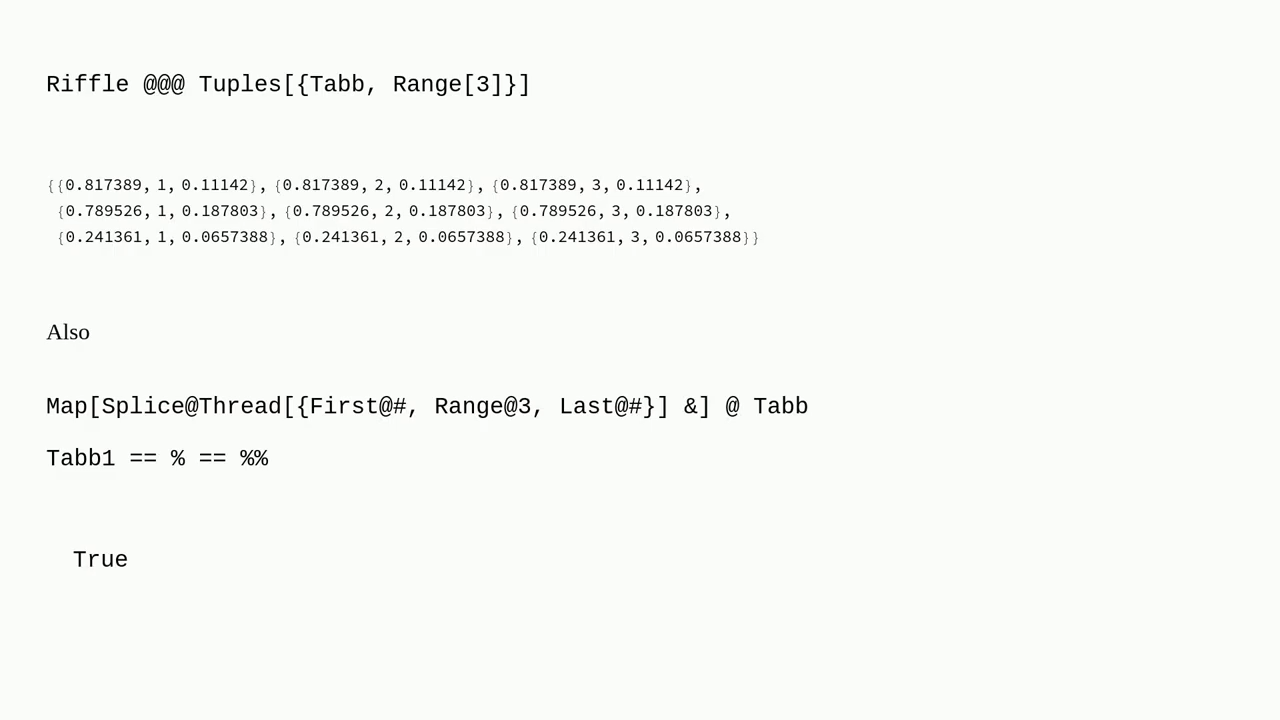 Riffle @@@ Tuples[{Tabb, Range[3]}]
{{0.817389, 1, 0.11142}, {0.817389, 2, 0.11142}, {0.817389, 3, 0.11142},
{0.789526, 1, 0.187803}, {0.789526, 2, 0.187803}, {0.789526, 3, 0.187803},
{0.241361, 1, 0.0657388}, {0.241361, 2, 0.0657388}, {0.241361, 3, 0.0657388}}
Also
Map[Splice@Thread[{First@#, Range@3, Last@#}] &] @ Tabb
Tabb1 == % == %%
True